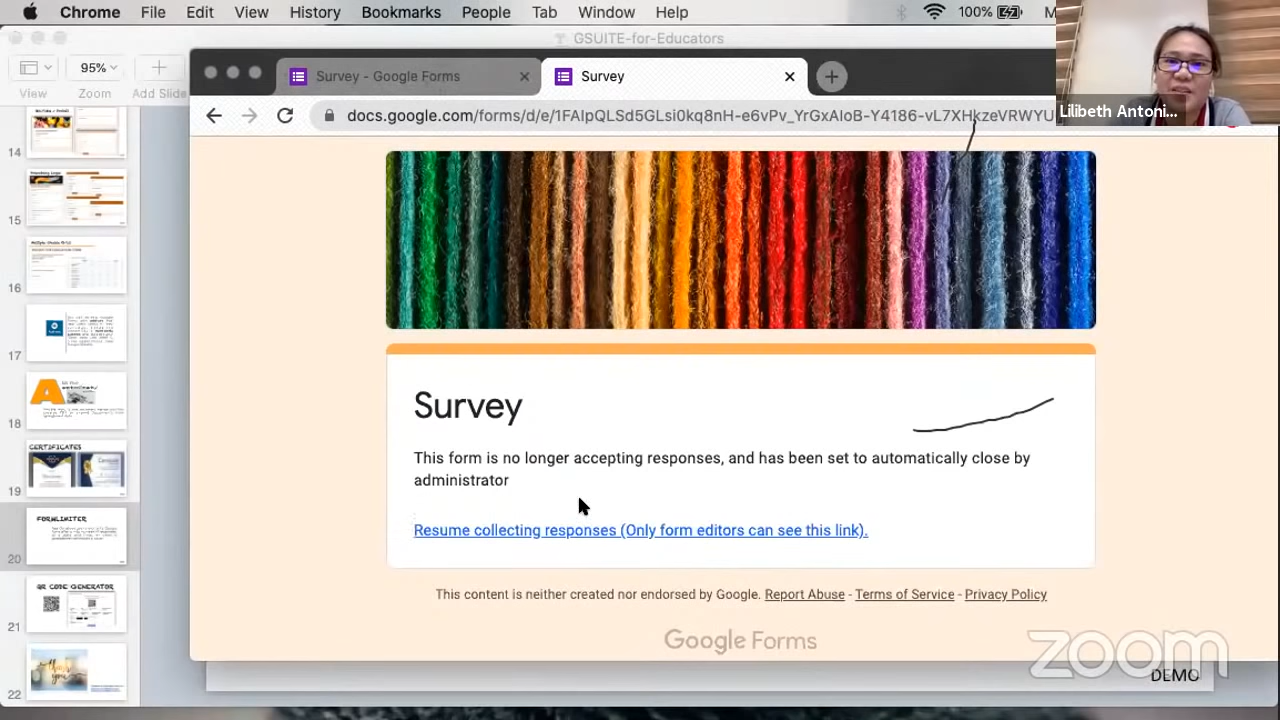 Chrome File Edit View History Bookmarks People Tab Window Help 100%
GSUITE-for-Educators
95%
View Zoom Add Slide
Survey - Google Forms
Survey
docs.google.com/forms/d/e/1FAIpQLSd5GLsi0kq8nH-e6vPv_YrGxAIoB-Y4186-vL7XHkzeVRWYU
Lilibeth Antoni...
14
15
16
17
18
CERTIFICATES
19
FORMLIMITER
20
QR CODE GENERATOR
21
thank you
22
Survey
This form is no longer accepting responses, and has been set to automatically close by
administrator
Resume collecting responses (Only form editors can see this link).
This content is neither created nor endorsed by Google. Report Abuse - Terms of Service - Privacy Policy
Google Forms
zoom
DEMO